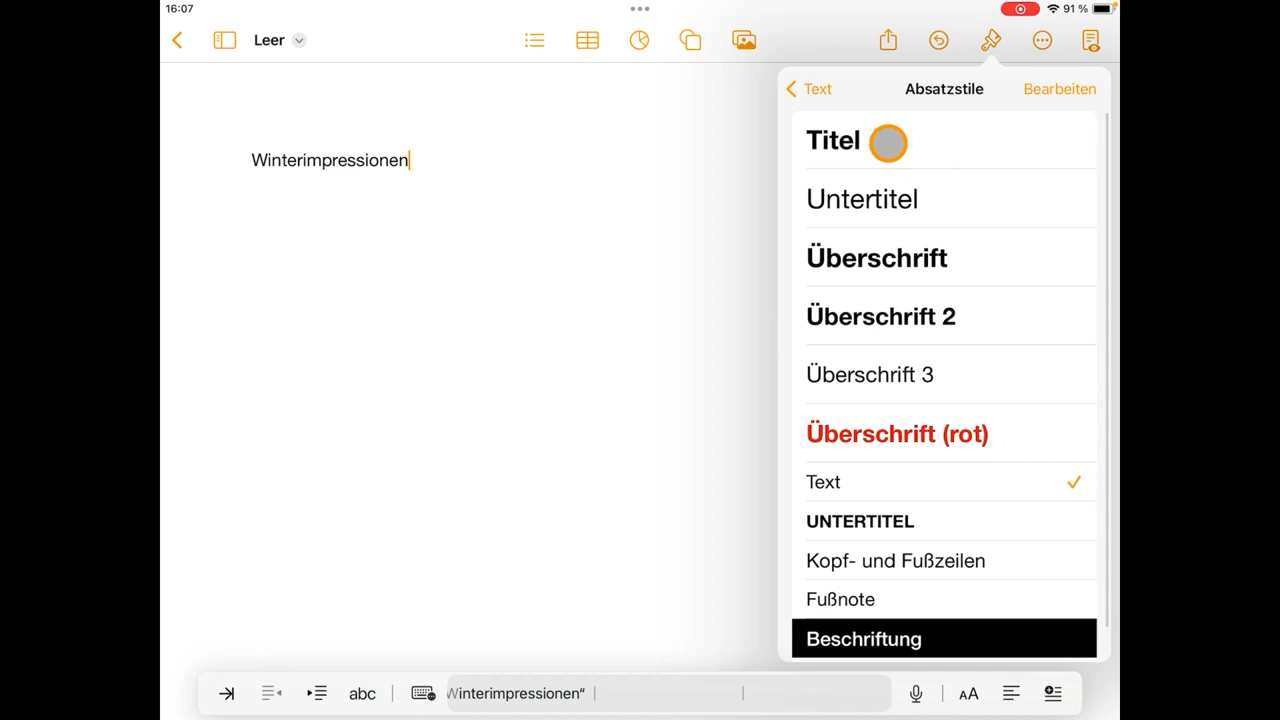 16:07
91 %
Leer
Text
Absatzstile
Bearbeiten
Titel
Winterimpressionen
Untertitel
Überschrift
Überschrift 2
Überschrift 3
Überschrift (rot)
Text
UNTERTITEL
Kopf- und Fußzeilen
Fußnote
Beschriftung
abc
Winterimpressionen“
AA